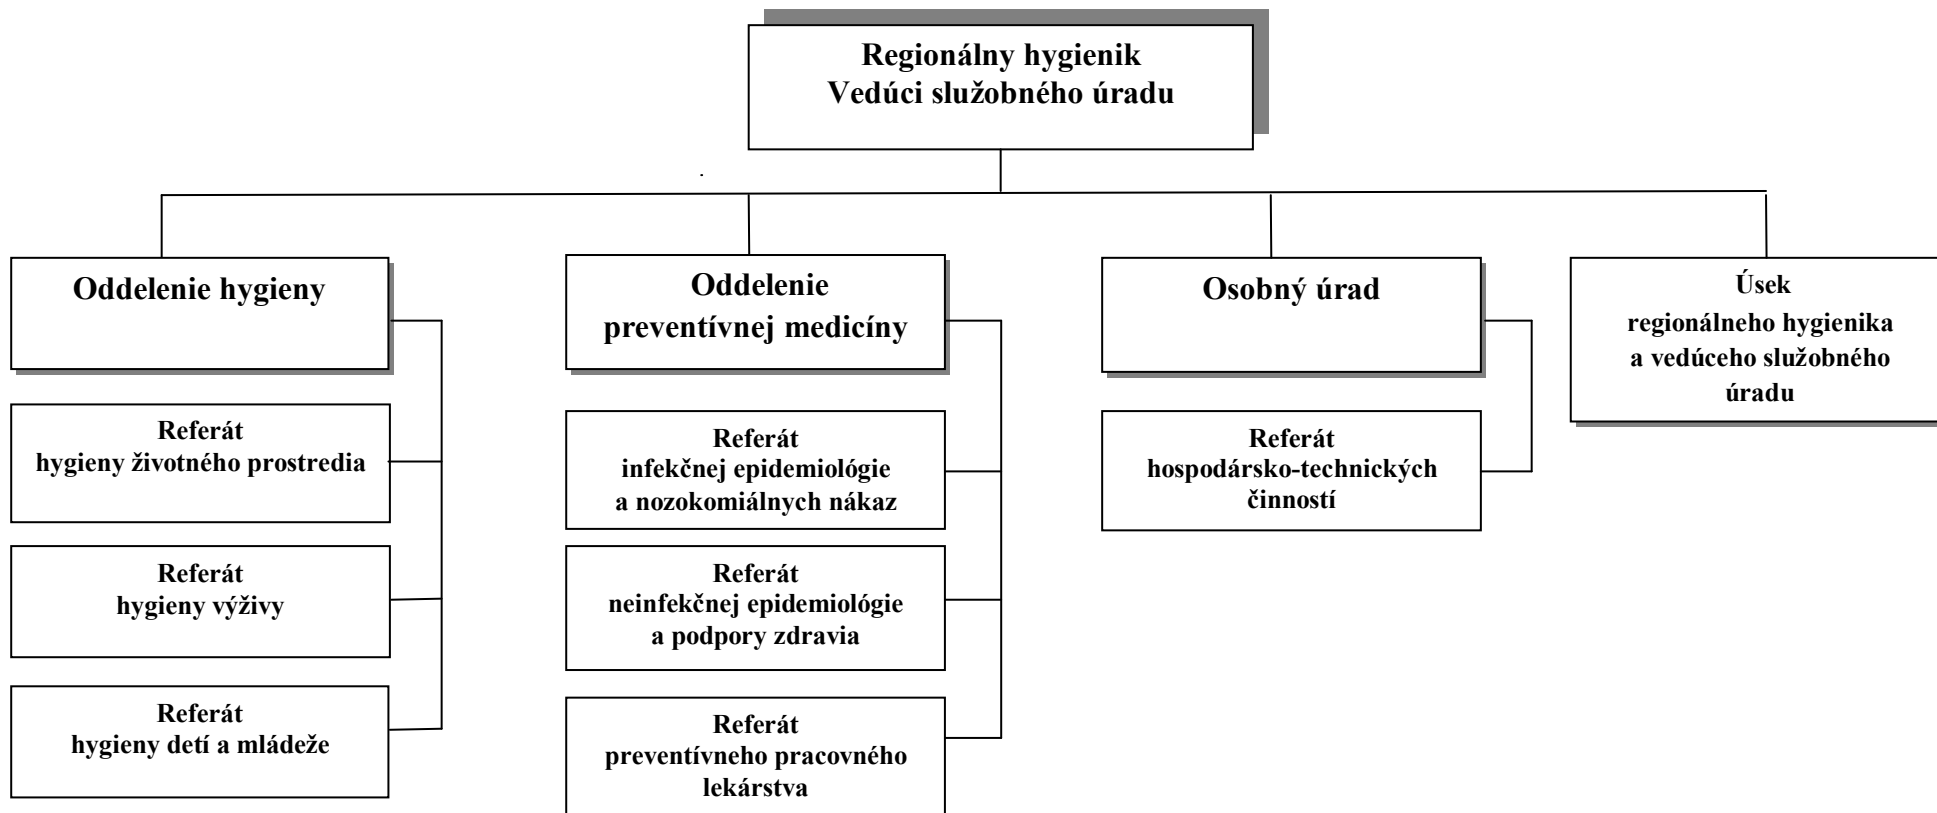 Regionálny hygienik
Vedúci služobného úradu
Oddelenie hygieny
Referát
hygieny životného prostredia
Referát
hygieny výživy
Referát
hygieny detí a mládeže
Oddelenie
preventívnej medicíny
Referát
infekčnej epidemiológie
a nozokomiálnych nákaz
Referát
neinfekčnej epidemiológie
a podpory zdravia
Referát
preventívneho pracovného
lekárstva
Osobný úrad
Referát
hospodársko-technických
činností
Úsek
regionálneho hygienika
a vedúceho služobného
úradu